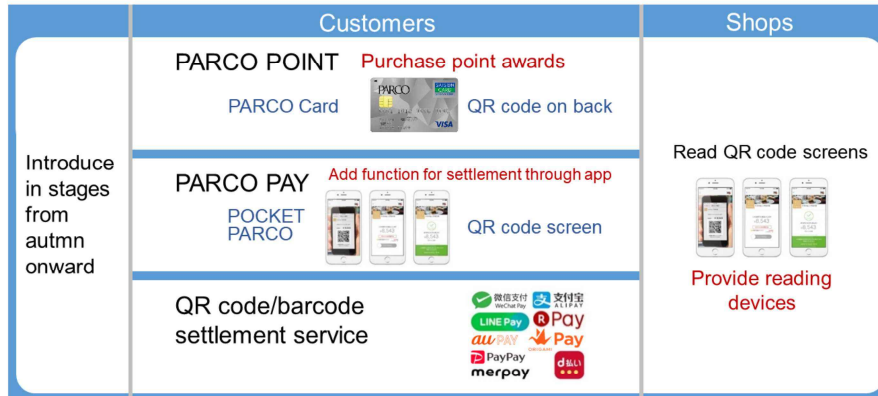 Customers
Shops
Introduce
in stages
from
autmn
onward
PARCO POINT
Purchase point awards
PARCO Card
PARCO
VISA
QR code on back
PARCO PAY
Add function for settlement through app
POCKET
PARCO
QR code screen
QR code/barcode
settlement service
微信支付
WeChat Pay
支付宝
ALIPAY
LINE Pay
R Pay
au PAY
Pay
PayPay
merpay
d払い
Read QR code screens
Provide reading
devices